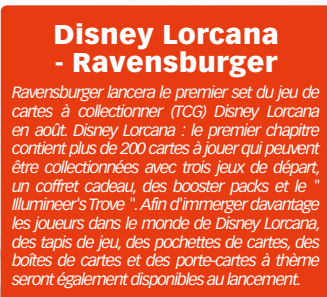 Disney Lorcana
- Ravensburger
Ravensburger lancera le premier set du jeu de
cartes à collectionner (TCG) Disney Lorcana
en août. Disney Lorcana : le premier chapitre
contient plus de 200 cartes à jouer qui peuvent
être collectionnées avec trois jeux de départ,
un coffret cadeau, des booster packs et le "
Illumineer's Trove ". Afin d'immerger davantage
les joueurs dans le monde de Disney Lorcana,
des tapis de jeu, des pochettes de cartes, des
boîtes de cartes et des porte-cartes à thème
seront également disponibles au lancement.